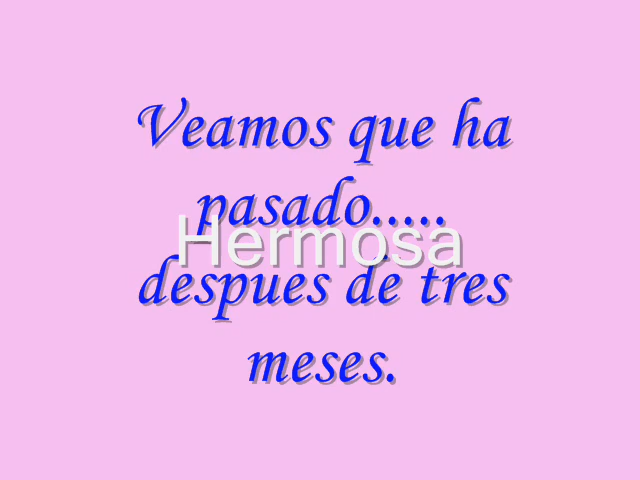 Veamos que ha
pasado.....
Hermosa
despues de tres
meses.